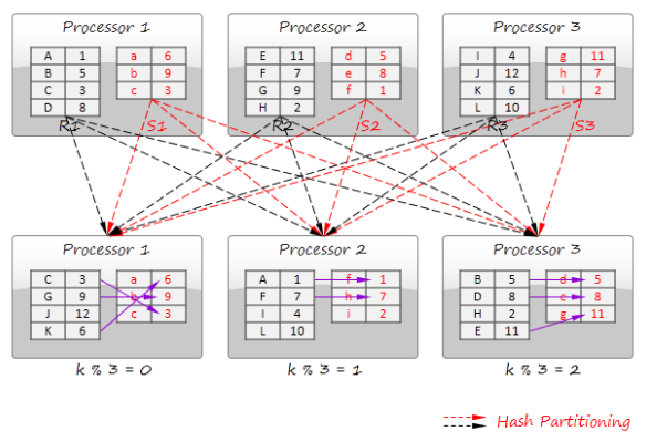 Processor 1
A 1 a 6
B 5 b 9
C 3 c 3
D 8
R1 S1
Processor 2
E 11 d 5
F 7 e 8
G 9 f 1
H 2
R2 S2
Processor 3
I 4 g 11
J 12 h 7
K 6 i 2
L 10
R3 S3
Processor 1
C 3 a 6
G 9 b 9
J 12 c 3
K 6
k % 3 = 0
Processor 2
A 1 f 1
F 7 h 7
I 4 i 2
L 10
k % 3 = 1
Processor 3
B 5 d 5
D 8 e 8
H 2 g 11
E 11
k % 3 = 2
Hash Partitioning